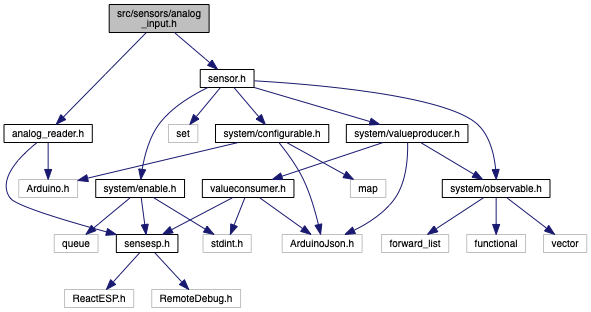 src/sensors/analog
_input.h
sensor.h
analog_reader.h
set
system/configurable.h
system/valueproducer.h
Arduino.h
system/enable.h
valueconsumer.h
map
system/observable.h
queue
sensesp.h
stdint.h
ArduinoJson.h
forward_list
functional
vector
ReactESP.h
RemoteDebug.h